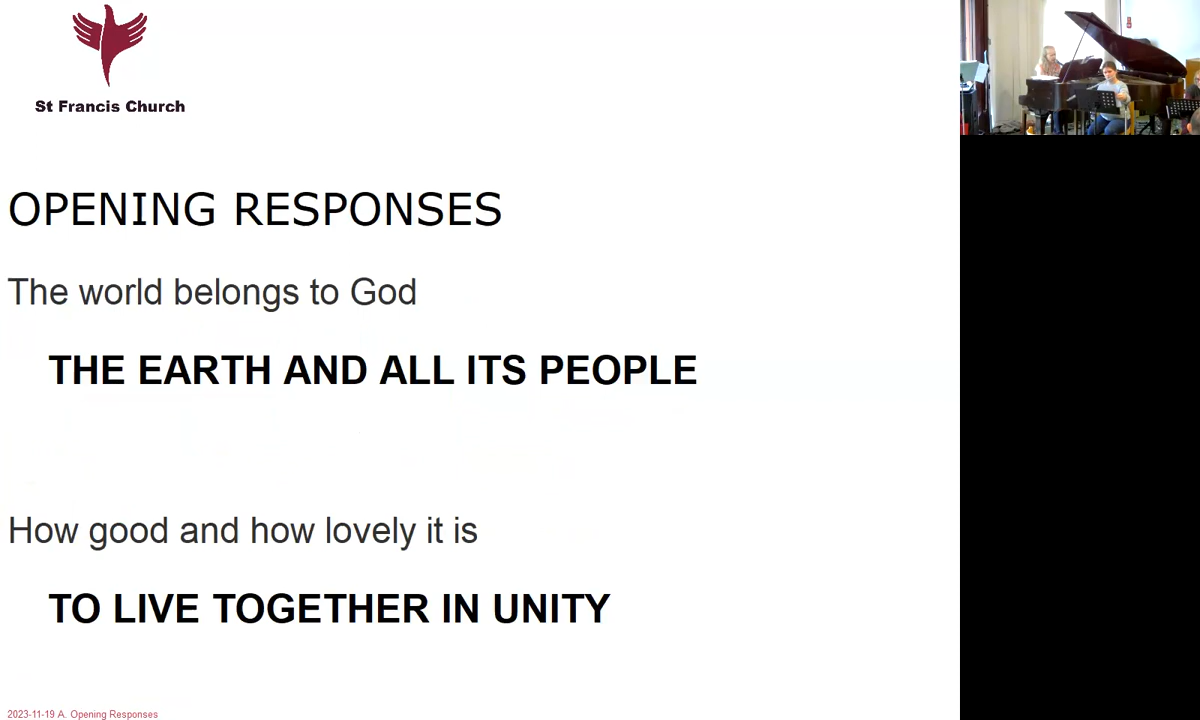 St Francis Church
OPENING RESPONSES
The world belongs to God
THE EARTH AND ALL ITS PEOPLE
How good and how lovely it is
TO LIVE TOGETHER IN UNITY
2023-11-19 A. Opening Responses